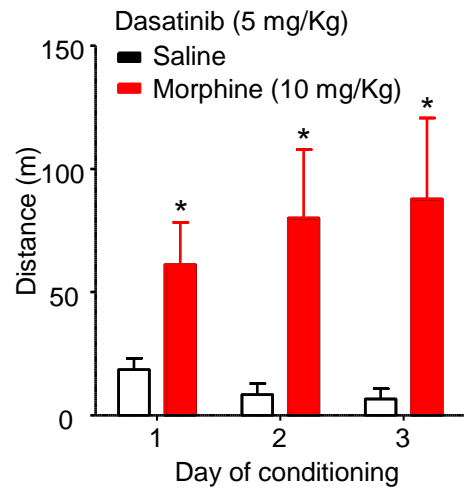 Dasatinib (5 mg/Kg)
Saline
Morphine (10 mg/Kg)
150
100
50
0
Distance (m)
*
*
*
1
2
3
Day of conditioning